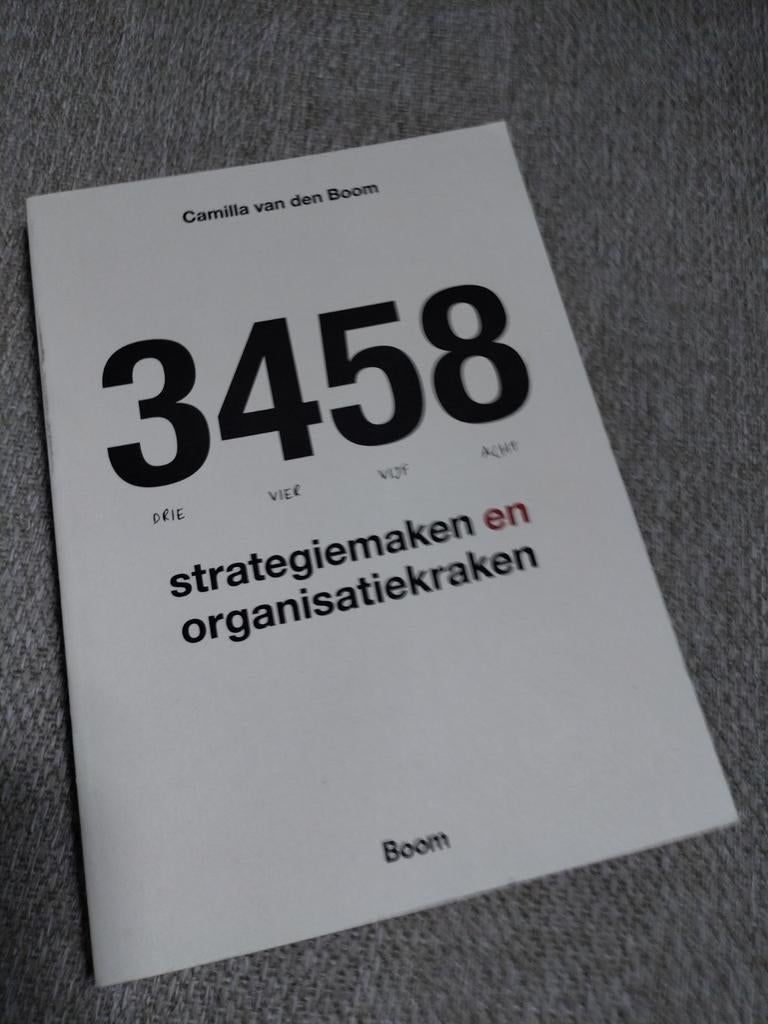 Camilla van den Boom
3458
DRIE VIER VIJF ACHT
strategiemaken en
organisatiekraken
Boom